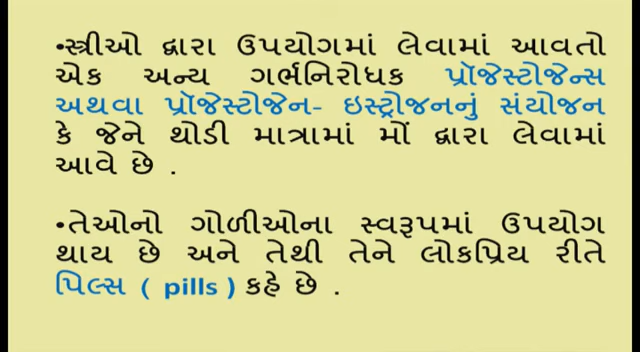 •સ્ત્રીઓ દ્વારા ઉપયોગમાં લેવામાં આવતો
એક અન્ય ગર્ભનિરોધક પ્રૉજેસ્ટોજેન્સ
અથવા પ્રૉજેસ્ટોજેન- ઇસ્ટ્રોજનનું સંયોજન
કે જેને થોડી માત્રામાં મોં દ્વારા લેવામાં
આવે છે .
•તેઓનો ગોળીઓના સ્વરૂપમાં ઉપયોગ
થાય છે અને તેથી તેને લોકપ્રિય રીતે
પિલ્સ ( pills ) કહે છે .